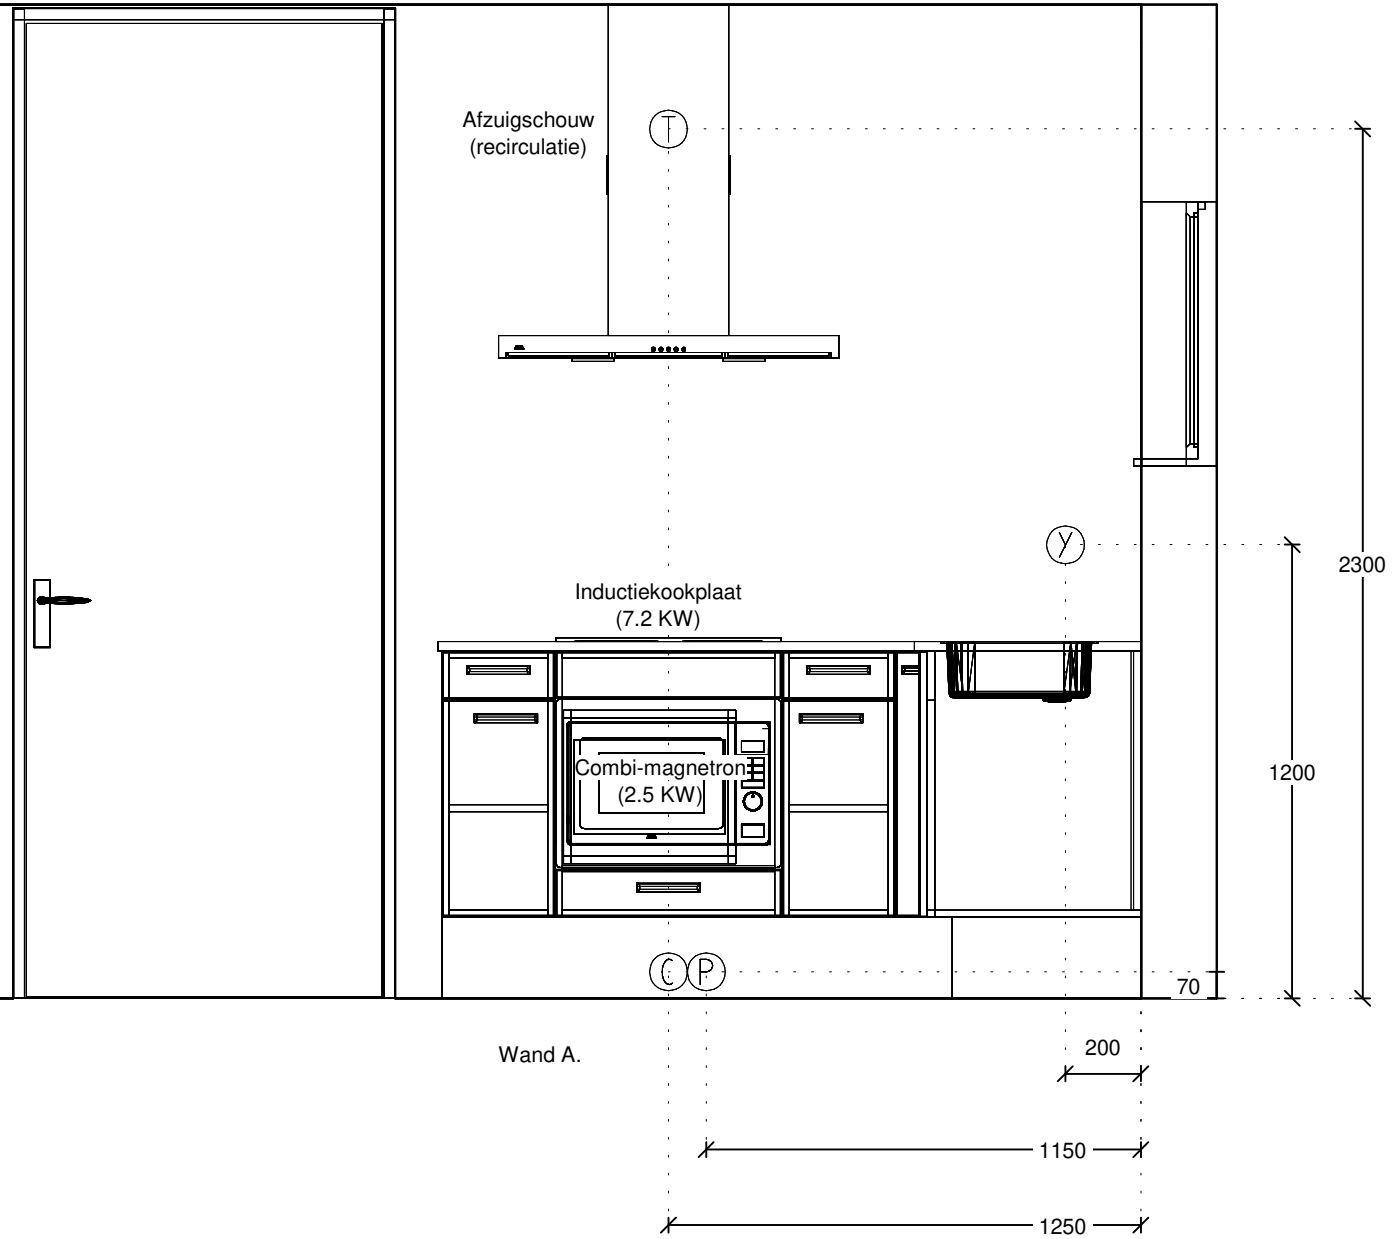 Afzuigschouw
(recirculatie)
T
Y
2300
Inductiekookplaat
(7.2 KW)
1200
Combi-magnetron
(2.5 KW)
C P
70
Wand A.
200
1150
1250